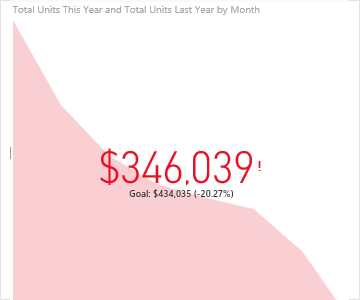 Total Units This Year and Total Units Last Year by Month
$346,039!
Goal: $434,035 (-20.27%)